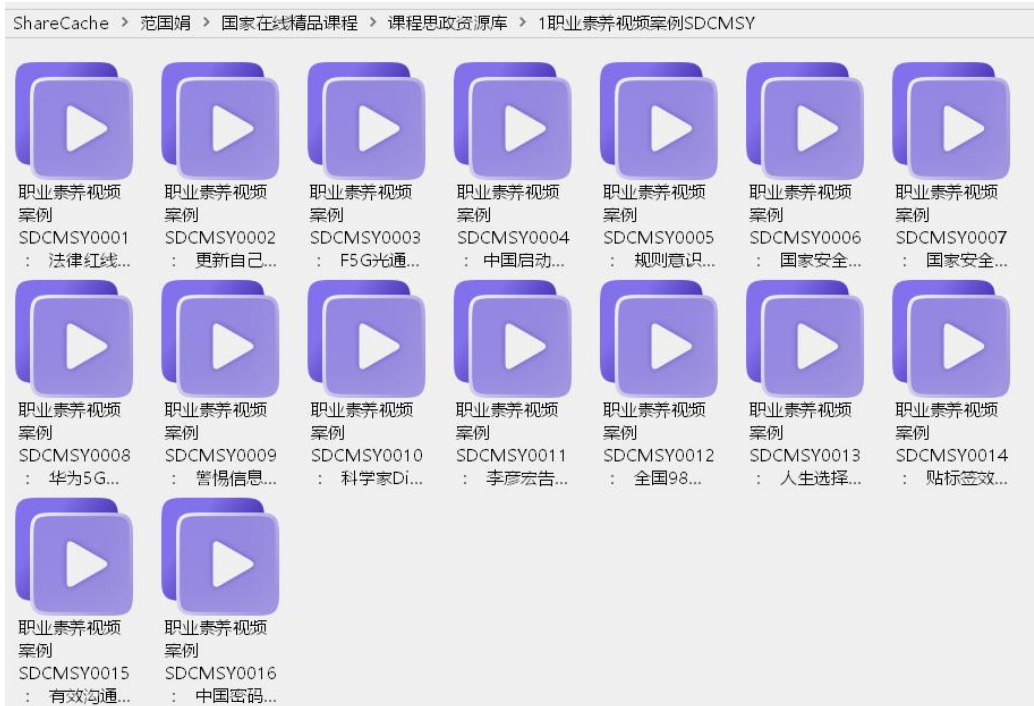 ShareCache > 范国娟 > 国家在线精品课程 > 课程思政资源库 > 1职业素养视频案例SDCMSY
职业素养视频
案例
SDCMSY0001
： 法律红线...
职业素养视频
案例
SDCMSY0002
： 更新自己...
职业素养视频
案例
SDCMSY0003
： F5G光通...
职业素养视频
案例
SDCMSY0004
： 中国启动...
职业素养视频
案例
SDCMSY0005
： 规则意识...
职业素养视频
案例
SDCMSY0006
： 国家安全...
职业素养视频
案例
SDCMSY0007
： 国家安全...
职业素养视频
案例
SDCMSY0008
： 华为5G...
职业素养视频
案例
SDCMSY0009
： 警惕信息...
职业素养视频
案例
SDCMSY0010
： 科学家Di...
职业素养视频
案例
SDCMSY0011
： 李彦宏告...
职业素养视频
案例
SDCMSY0012
： 全国98...
职业素养视频
案例
SDCMSY0013
： 人生选择...
职业素养视频
案例
SDCMSY0014
： 贴标签效...
职业素养视频
案例
SDCMSY0015
： 有效沟通...
职业素养视频
案例
SDCMSY0016
： 中国密码...